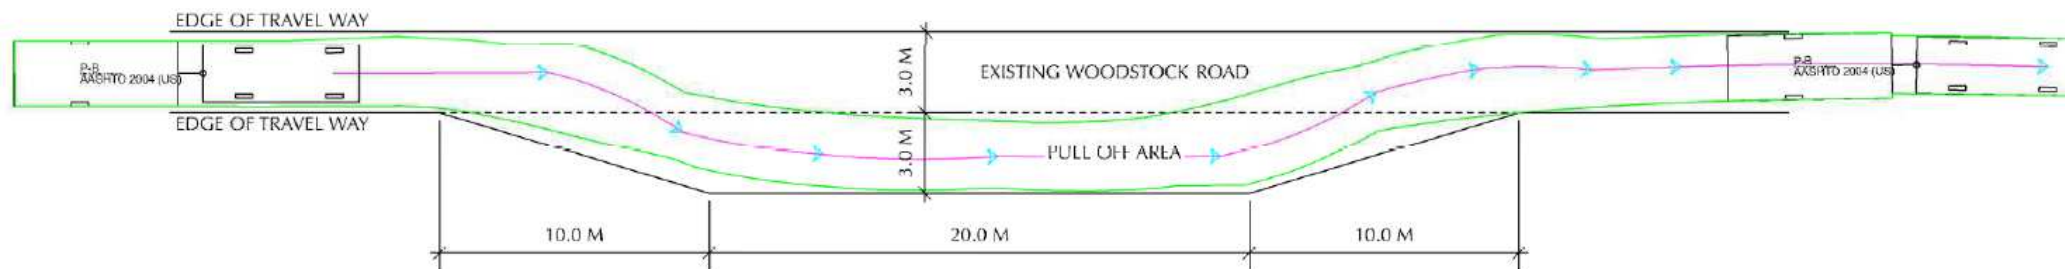 EDGE OF TRAVEL WAY
P-B
AASHTO 2004 (US)
3.0 M
EXISTING WOODSTOCK ROAD
P-B
AASHTO 2004 (US)
EDGE OF TRAVEL WAY
3.0 M
PULL OFF AREA
10.0 M
20.0 M
10.0 M